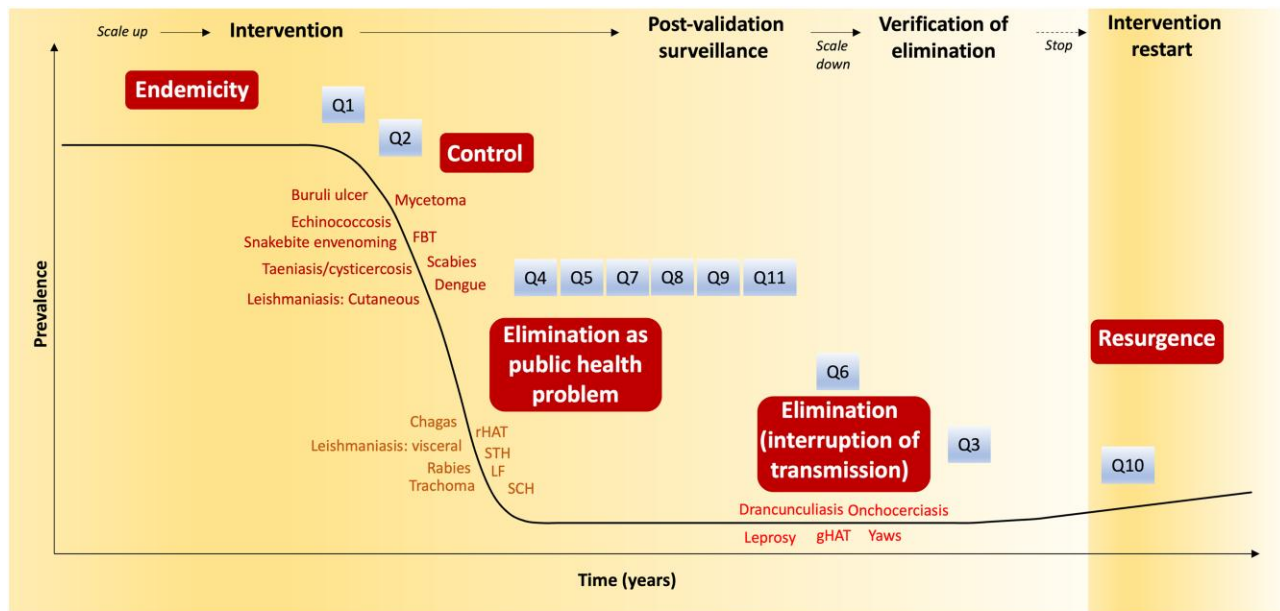 Scale up
Intervention
Post-validation
surveillance
Scale
down
Verification of
elimination
Stop
Intervention
restart
Endemicity
Q1
Q2
Control
Buruli ulcer
Mycetoma
Echinococcosis
Snakebite envenoming
FBT
Taeniasis/cysticercosis
Scabies
Dengue
Leishmaniasis: Cutaneous
Q4 Q5 Q7 Q8 Q9 Q11
Prevalence
Elimination as
public health
problem
Resurgence
Q6
Elimination
(interruption of
transmission)
Q3
Q10
Chagas
rHAT
Leishmaniasis: visceral
STH
Rabies
LF
Trachoma
SCH
Drancunculiasis Onchocerciasis
Leprosy gHAT Yaws
Time (years)